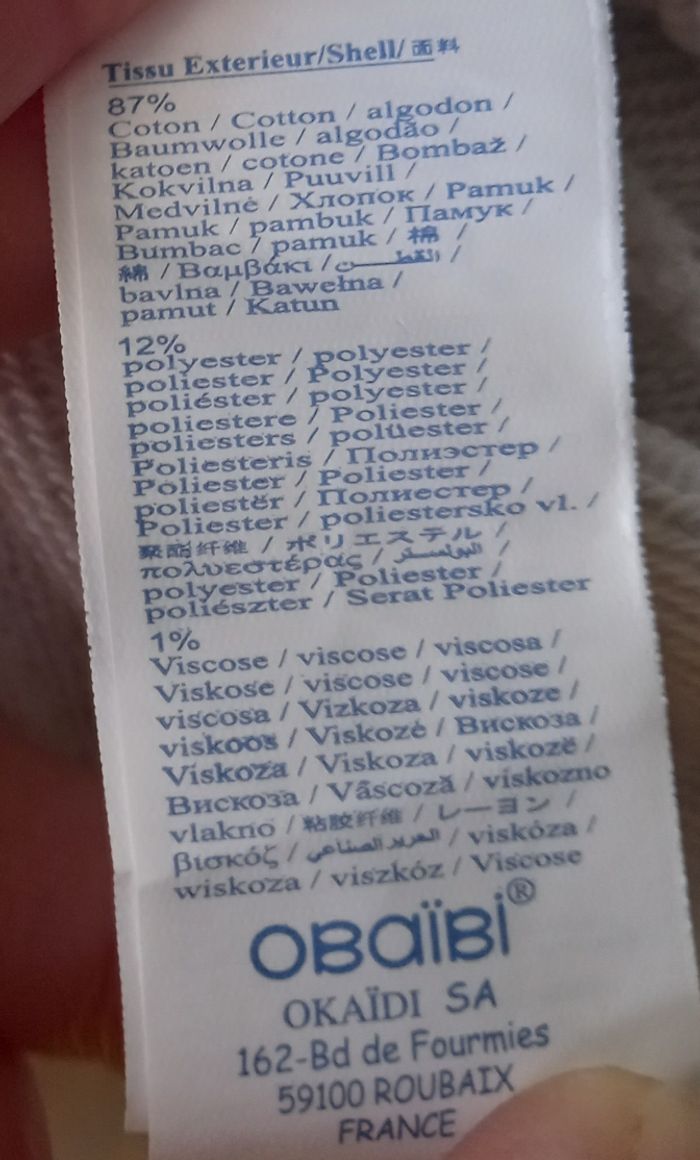 Tissu Exterieur/Shell/ 面料
87%
Coton / Cotton / algodon /
Baumwolle / algodão /
katoen / cotone / Bombaž /
Kokvilna / Puuvill /
Medvilnė / Хлопок / Pamuk /
Pamuk / pambuk / Памук /
Bumbac / pamuk / 棉 /
綿 / Βαμβάκι / القطن /
bavlna / Bawełna /
pamut / Katun
12%
polyester / polyester /
poliester / Polyester /
poliéster / polyester /
poliestere / Poliester /
poliesters / polüester /
Poliesteris / Полиэстер /
Poliester / Poliester /
poliestër / Полиестер /
Poliester / poliestersko vl. /
聚酯纤维 / ポリエステル /
πολυεστέρας / البوليستر /
polyester / Poliester /
poliészter / Serat Poliester
1%
Viscose / viscose / viscosa /
Viskose / viscose / viscose /
viscosa / Vizkoza / viskoze /
viskoos / Viskozė / Вискоза /
Viskoza / Viskoza / viskozë /
Вискоза / Vâscoză / viskozno
vlakno / 粘胶纤维 / レーヨン /
βισκόζ / الحرير الصناعي / viskóza /
wiskoza / viszkóz / Viscose
OBaïBi®
OKAÏDI SA
162-Bd de Fourmies
59100 ROUBAIX
FRANCE